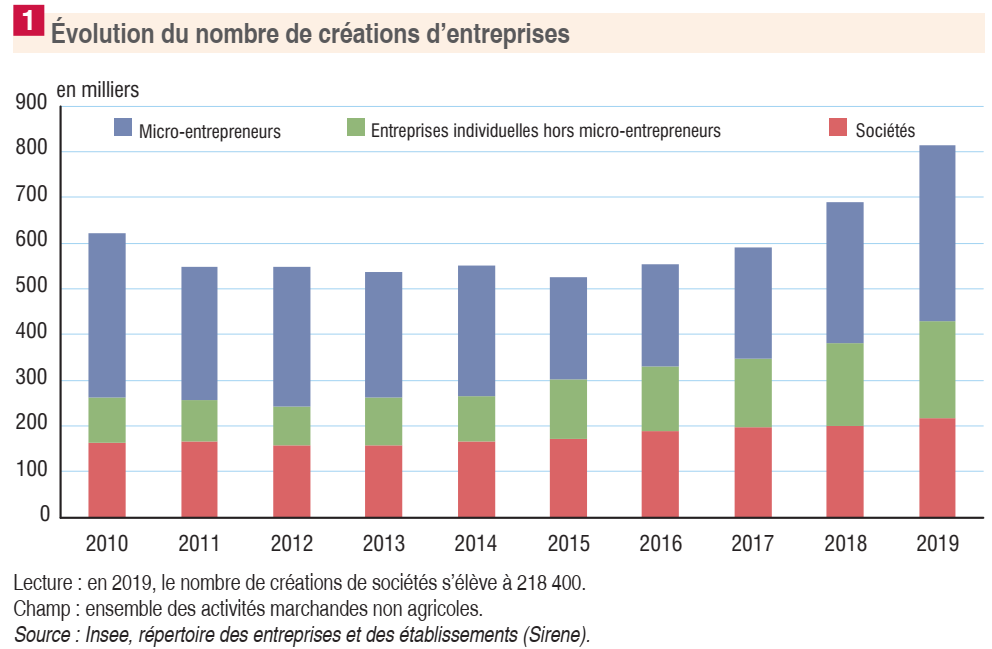 1
Évolution du nombre de créations d’entreprises
en milliers
900
Micro-entrepreneurs
Entreprises individuelles hors micro-entrepreneurs
Sociétés
800
700
600
500
400
300
200
100
0
2010 2011 2012 2013 2014 2015 2016 2017 2018 2019
Lecture : en 2019, le nombre de créations de sociétés s’élève à 218 400.
Champ : ensemble des activités marchandes non agricoles.
Source : Insee, répertoire des entreprises et des établissements (Sirene).